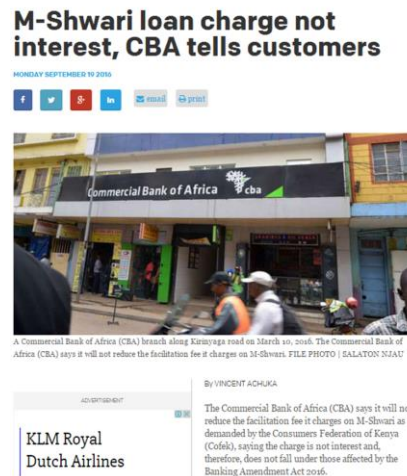 M-Shwari loan charge not
interest, CBA tells customers
MONDAY SEPTEMBER 19 2016
f
g+
in
email
print
Commercial Bank of Africa
cba
A Commercial Bank of Africa (CBA) branch along Kirinyaga road on March 10, 2016. The Commercial Bank of
Africa (CBA) says it will not reduce the facilitation fee it charges on M-Shwari. FILE PHOTO | SALATON NJAU
ADVERTISEMENT
KLM Royal
Dutch Airlines
By VINCENT ACHUKA
The Commercial Bank of Africa (CBA) says it will no
reduce the facilitation fee it charges on M-Shwari as
demanded by the Consumers Federation of Kenya
(Cofek), saying the charge is not interest and,
therefore, does not fall under those affected by the
Banking Amendment Act 2016.